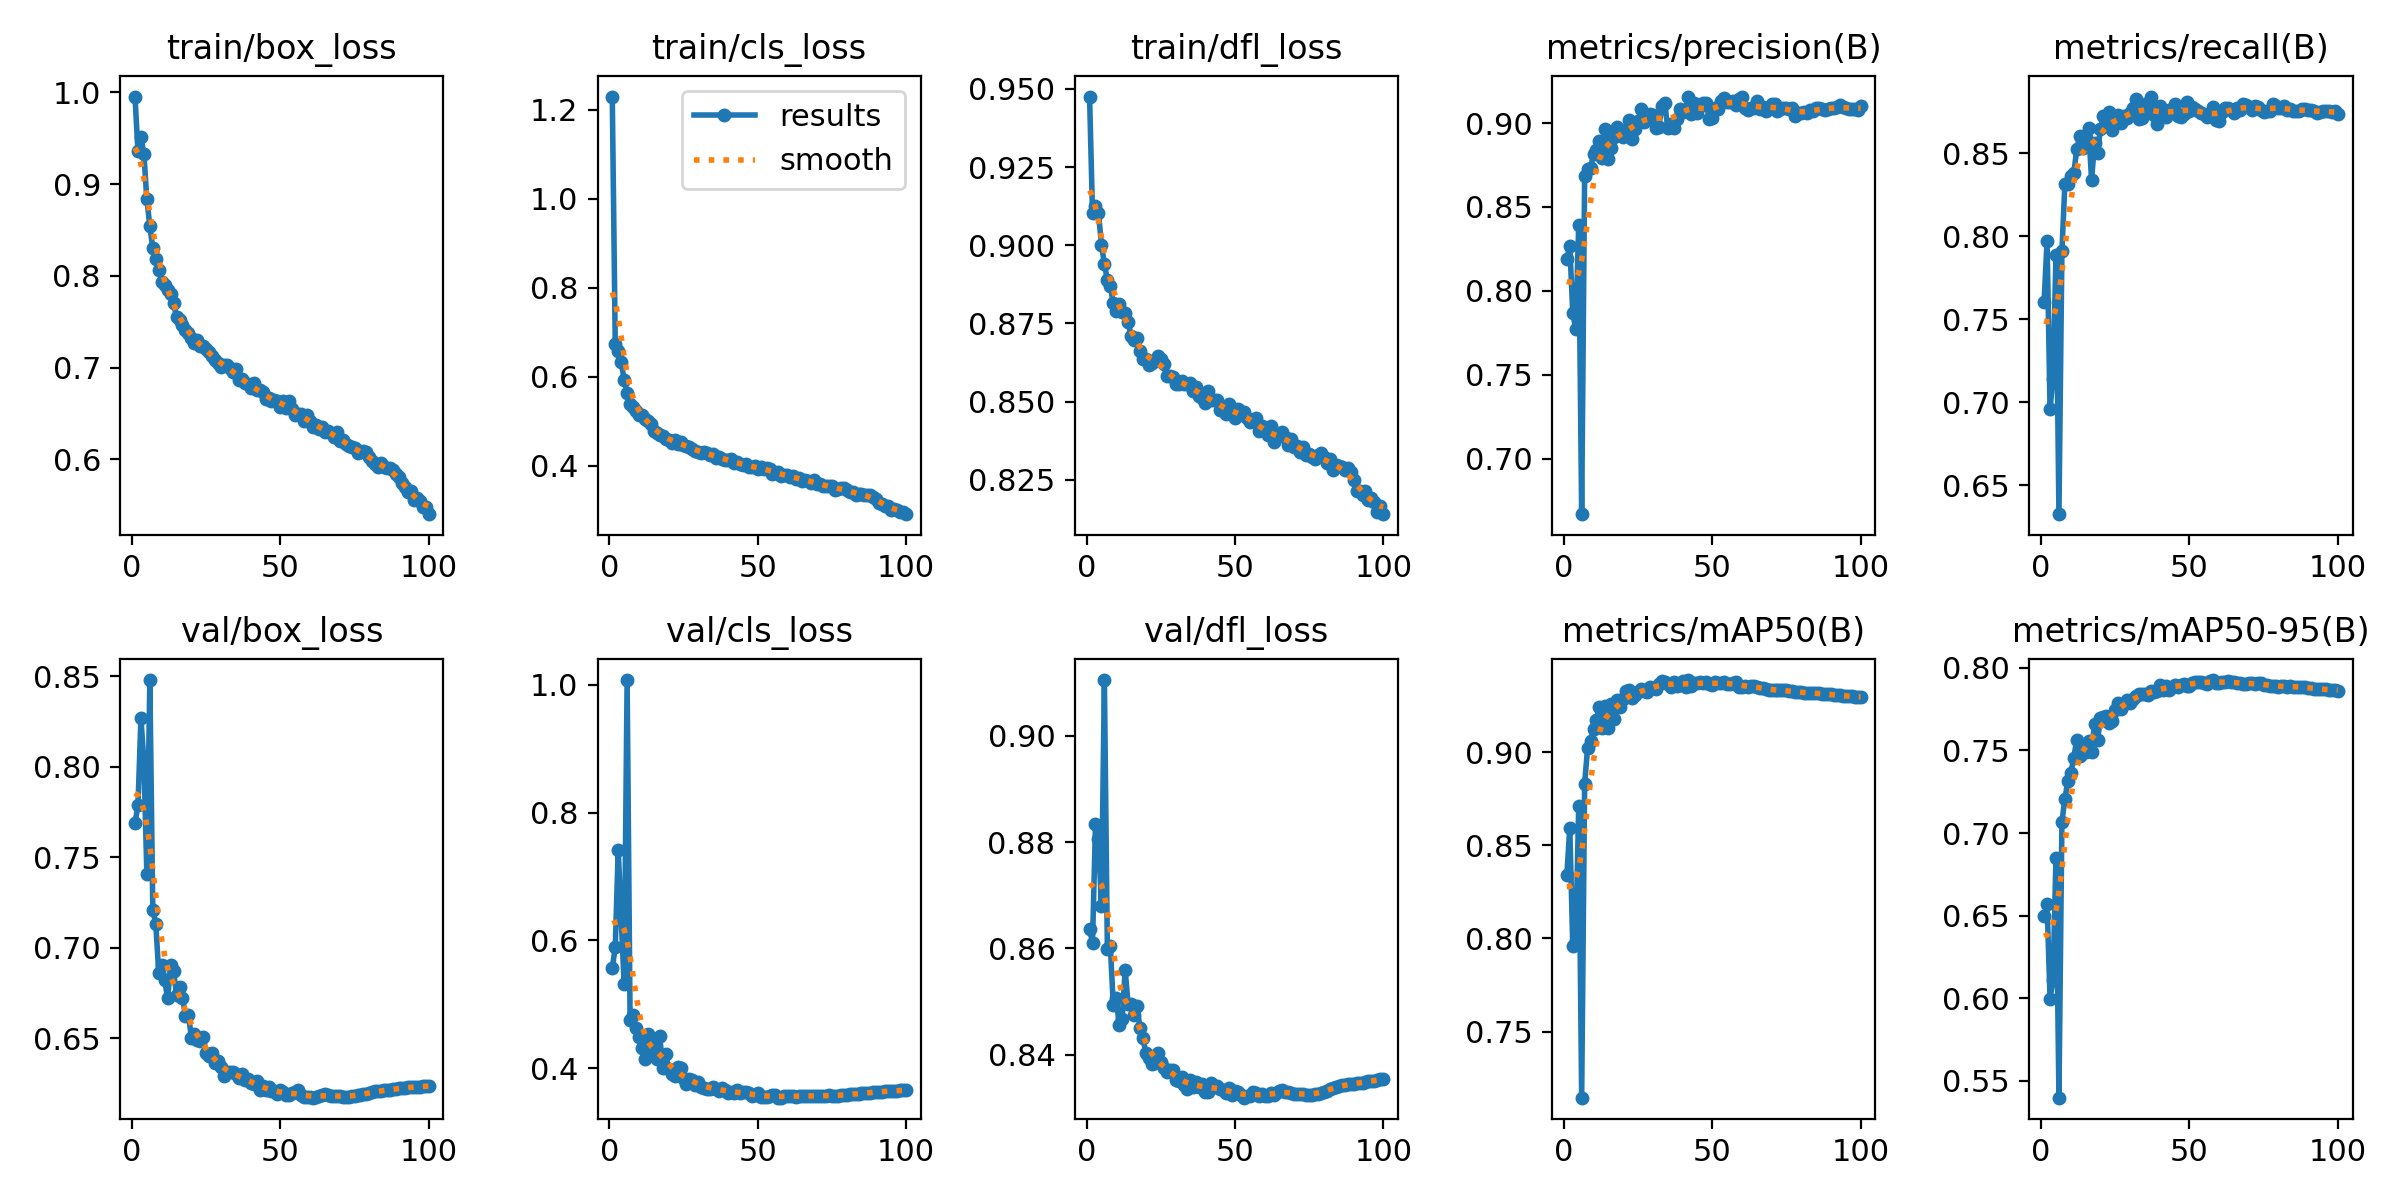 train/box_loss
1.0
0.9
0.8
0.7
0.6
0 50 100
train/cls_loss
results
smooth
1.2
1.0
0.8
0.6
0.4
0 50 100
train/dfl_loss
0.950
0.925
0.900
0.875
0.850
0.825
0 50 100
metrics/precision(B)
0.90
0.85
0.80
0.75
0.70
0 50 100
metrics/recall(B)
0.85
0.80
0.75
0.70
0.65
0 50 100
val/box_loss
0.85
0.80
0.75
0.70
0.65
0 50 100
val/cls_loss
1.0
0.8
0.6
0.4
0 50 100
val/dfl_loss
0.90
0.88
0.86
0.84
0 50 100
metrics/mAP50(B)
0.90
0.85
0.80
0.75
0 50 100
metrics/mAP50-95(B)
0.80
0.75
0.70
0.65
0.60
0.55
0 50 100